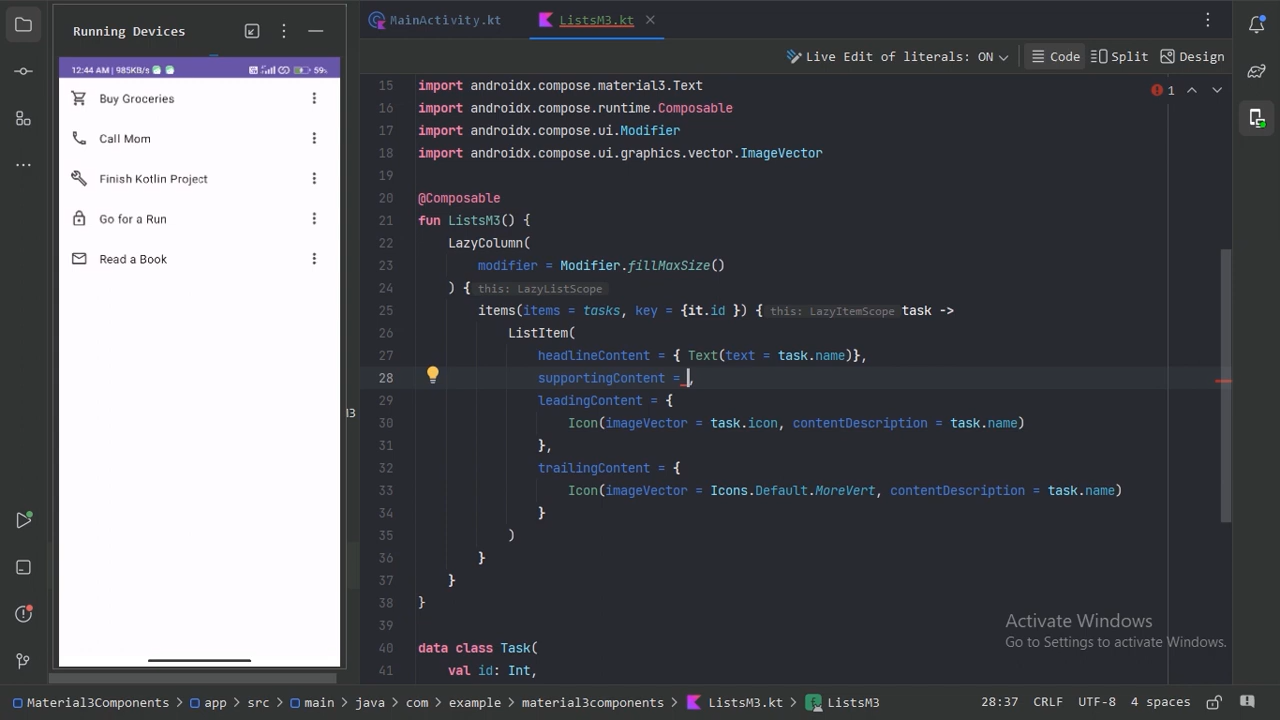 Running Devices
12:44 AM | 985KB/s
59%
Buy Groceries
Call Mom
Finish Kotlin Project
Go for a Run
Read a Book
M3
MainActivity.kt
ListsM3.kt
Live Edit of literals: ON
Code
Split
Design
1
15 import androidx.compose.material3.Text
16 import androidx.compose.runtime.Composable
17 import androidx.compose.ui.Modifier
18 import androidx.compose.ui.graphics.vector.ImageVector
19
20 @Composable
21 fun ListsM3() {
22 LazyColumn(
23 modifier = Modifier.fillMaxSize()
24 ) { this: LazyListScope
25 items(items = tasks, key = {it.id }) { this: LazyItemScope task ->
26 ListItem(
27 headlineContent = { Text(text = task.name)},
28 supportingContent = ,
29 leadingContent = {
30 Icon(imageVector = task.icon, contentDescription = task.name)
31 },
32 trailingContent = {
33 Icon(imageVector = Icons.Default.MoreVert, contentDescription = task.name)
34 }
35 )
36 }
37 }
38 }
39
40 data class Task(
41 val id: Int,
Activate Windows
Go to Settings to activate Windows.
Material3Components > app > src > main > java > com > example > material3components > ListsM3.kt > ListsM3
28:37 CRLF UTF-8 4 spaces